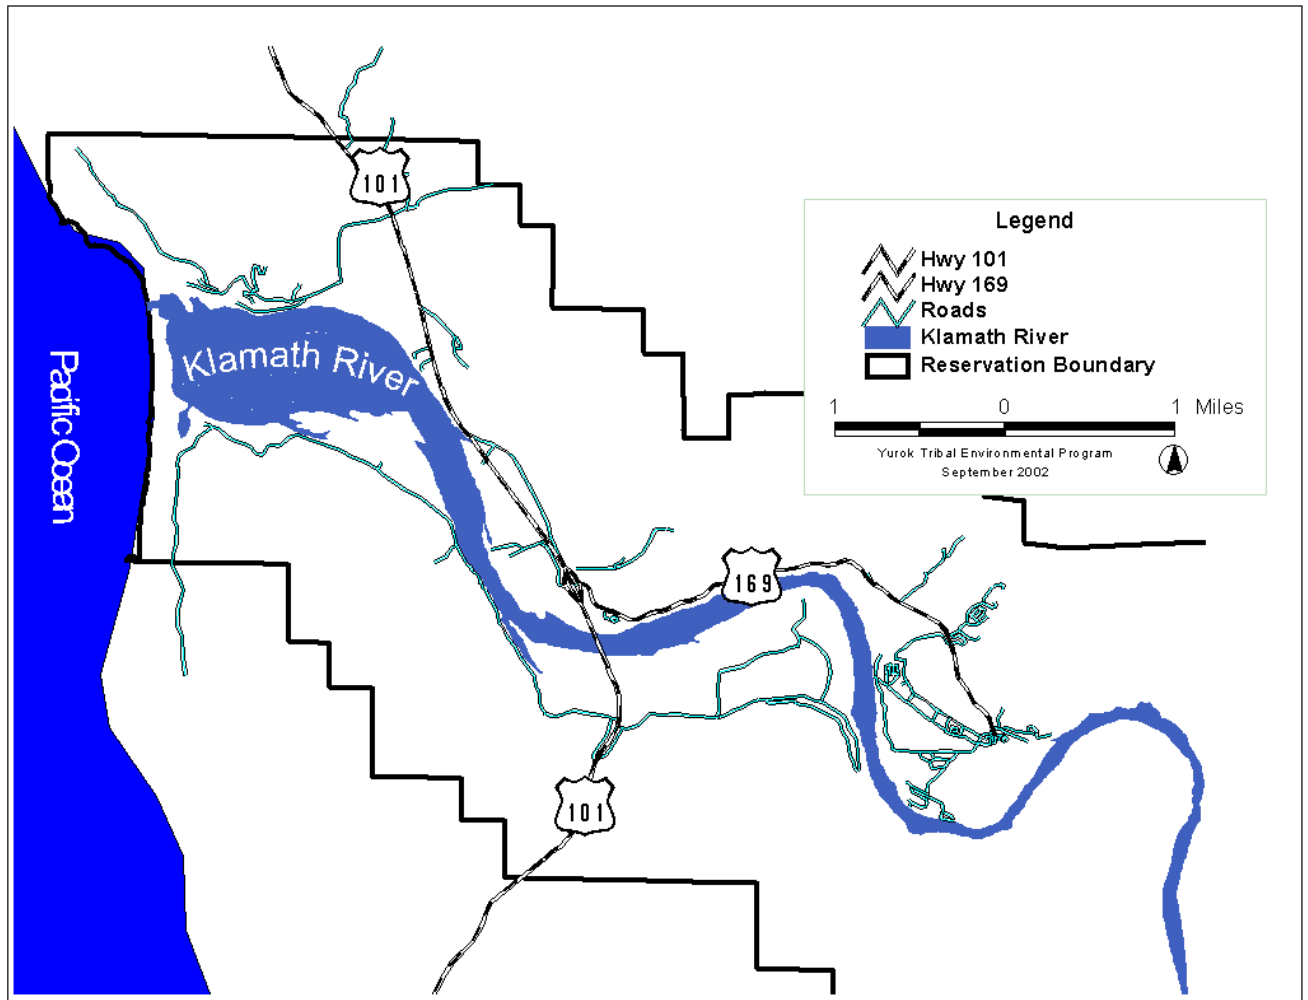 101
Legend
Hwy 101
Hwy 169
Roads
Klamath River
Reservation Boundary
1 0 1 Miles
Yurok Tribal Environmental Program
September 2002
Klamath River
Pacific Ocean
169
101